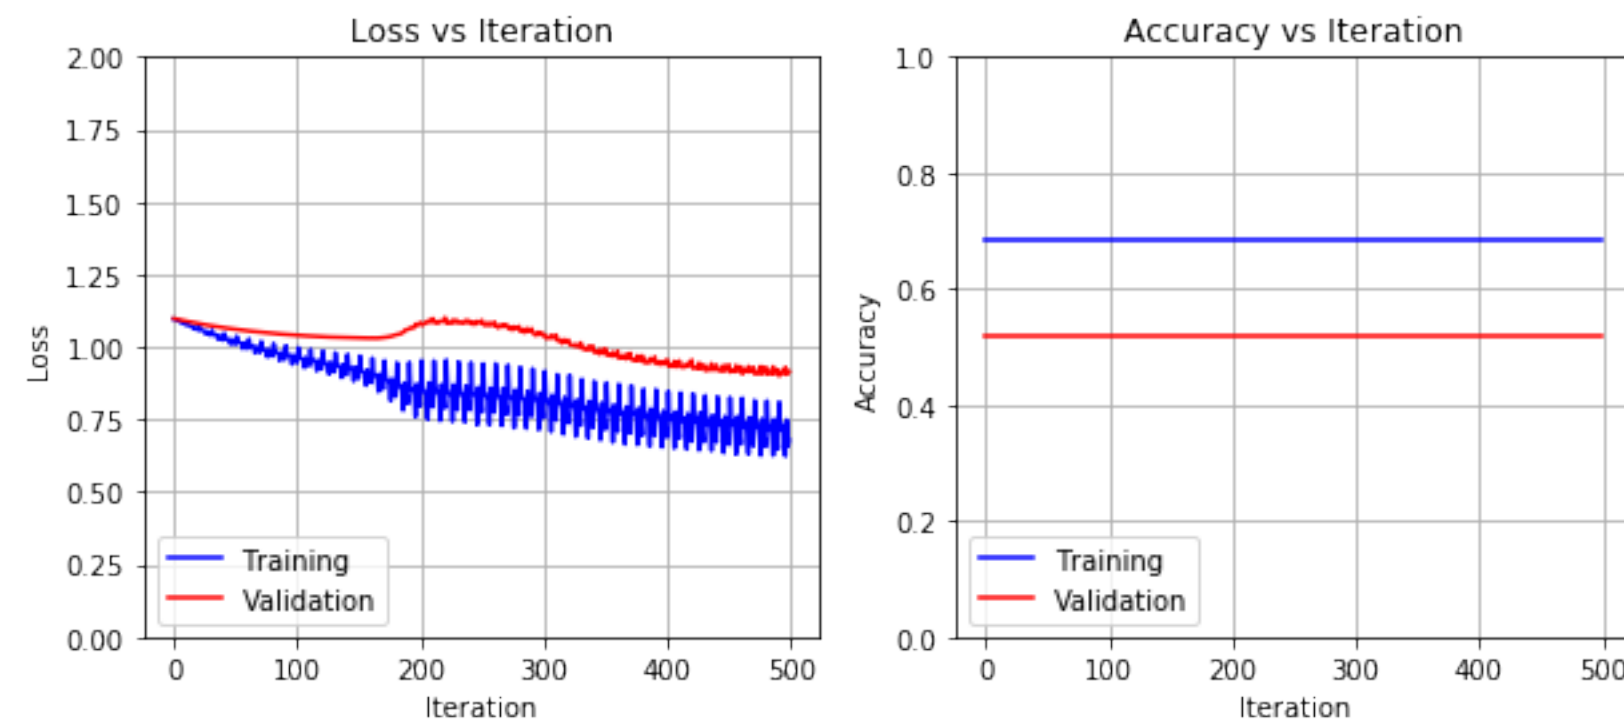 Loss vs Iteration
2.00
1.75
1.50
1.25
1.00
0.75
0.50
0.25
0.00
Loss
Training
Validation
0 100 200 300 400 500
Iteration
Accuracy vs Iteration
1.0
0.8
0.6
0.4
0.2
0.0
Accuracy
Training
Validation
0 100 200 300 400 500
Iteration